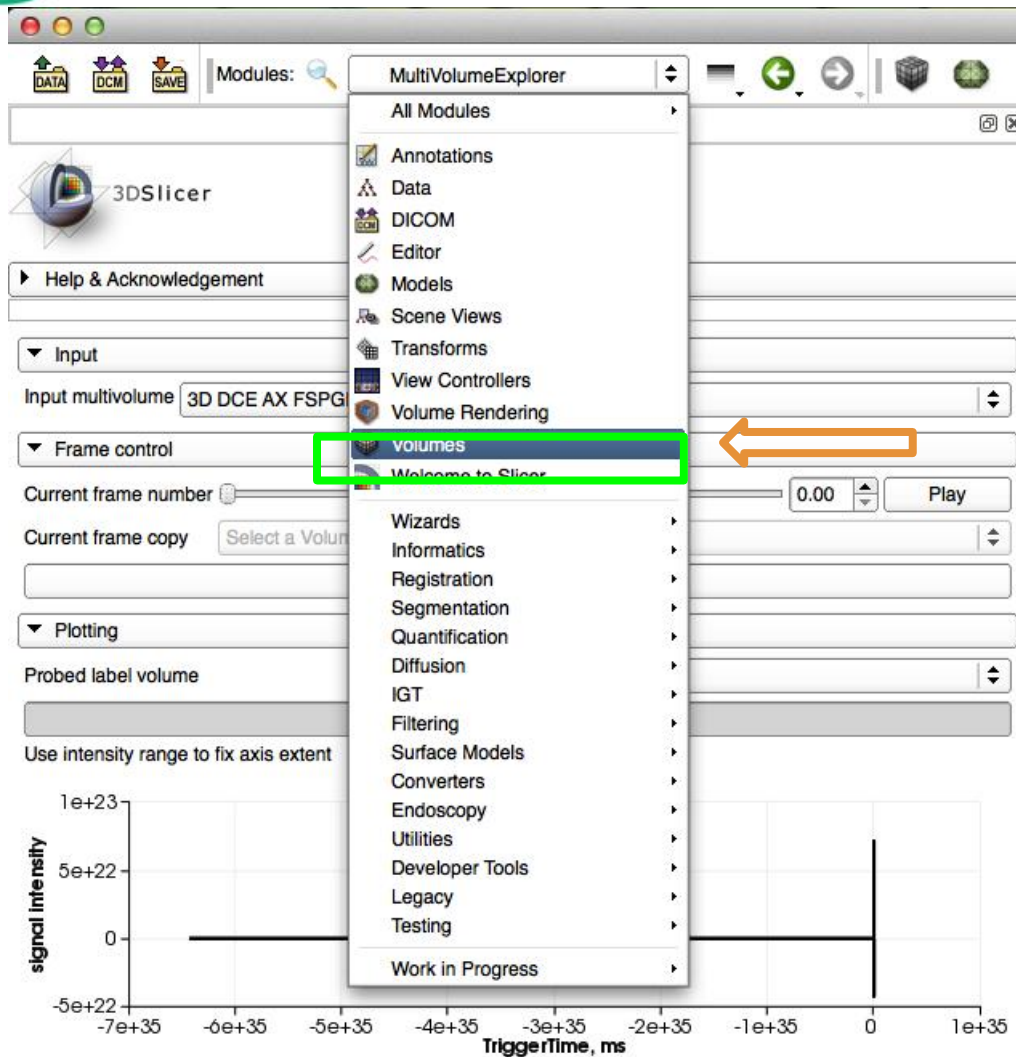 DATA DCM SAVE Modules: MultiVolumeExplorer
All Modules
3DSlicer
Annotations
Data
DCM DICOM
Editor
Help & Acknowledgement
Models
Scene Views
Transforms
Input
View Controllers
Input multivolume 3D DCE AX FSPG
Volume Rendering
Frame control
Volumes
Welcome to Slicer
Current frame number 0.00 Play
Wizards
Current frame copy Select a Volum
Informatics
Registration
Segmentation
Plotting
Quantification
Diffusion
Probed label volume
IGT
Filtering
Use intensity range to fix axis extent
Surface Models
Converters
Endoscopy
Utilities
Developer Tools
Legacy
Testing
Work in Progress
signal intensity
1e+23
5e+22
0
-5e+22
-7e+35 -6e+35 -5e+35 -4e+35 -3e+35 -2e+35 -1e+35 0 1e+35
TriggerTime, ms